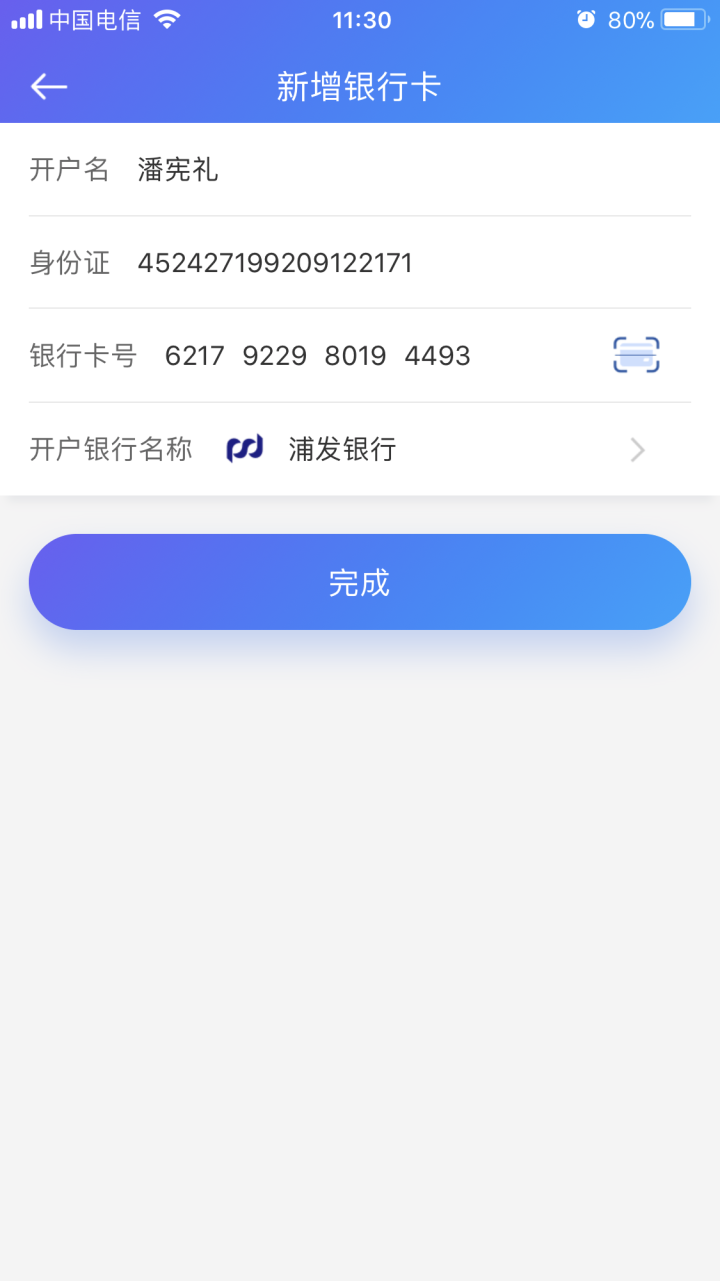 中国电信 11:30 80%
新增银行卡
开户名 潘宪礼
身份证 452427199209122171
银行卡号 6217 9229 8019 4493
开户银行名称 浦发银行
完成